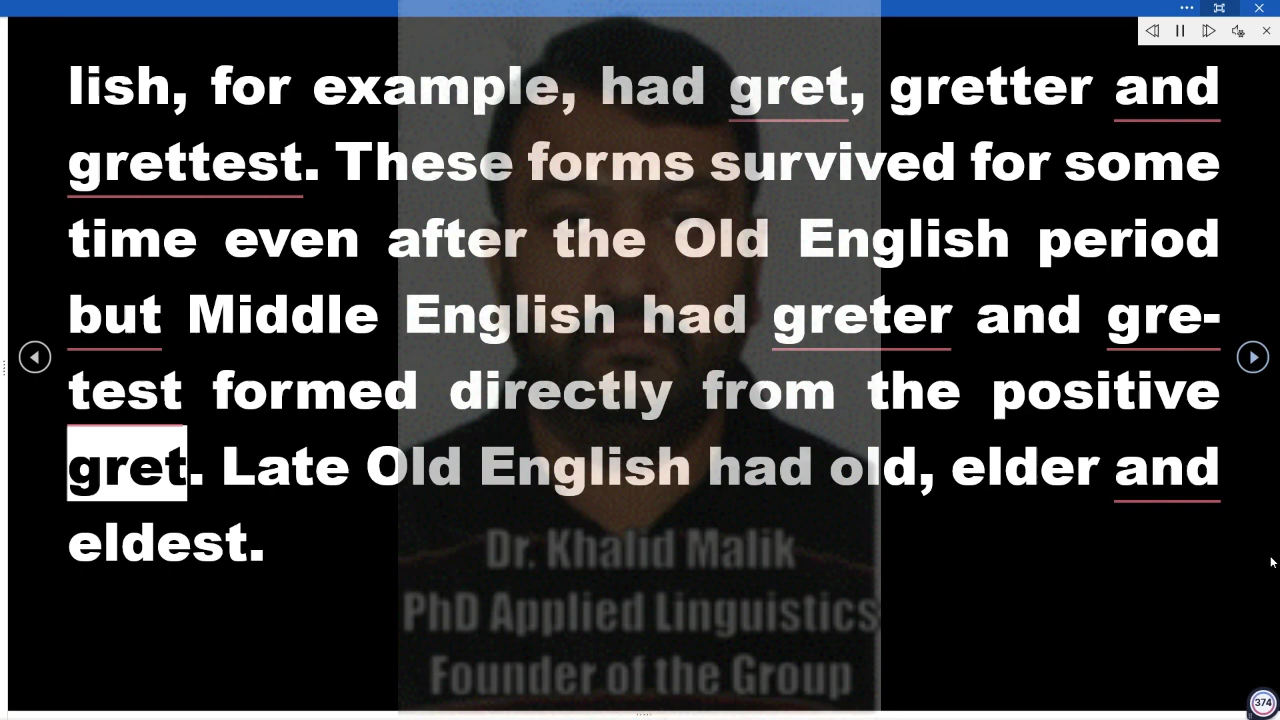 lish, for example, had gret, gretter and
grettest. These forms survived for some
time even after the Old English period
but Middle English had greter and gre-
test formed directly from the positive
gret. Late Old English had old, elder and
eldest.
Dr. Khalid Malik
PhD Applied Linguistics
Founder of the Group
374